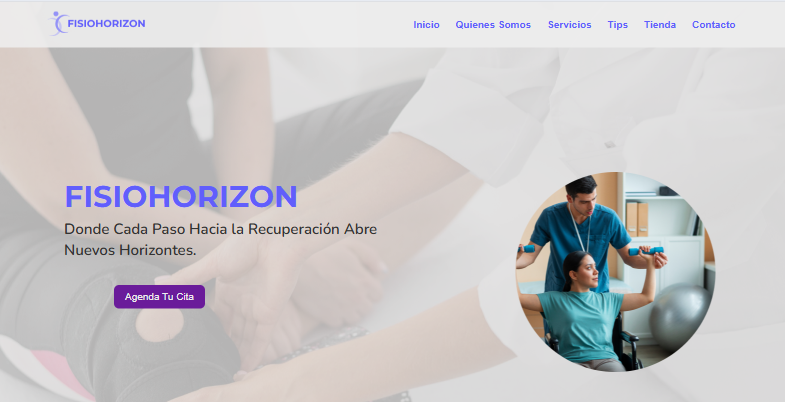 FISIOHORIZON
Inicio Quienes Somos Servicios Tips Tienda Contacto
FISIOHORIZON
Donde Cada Paso Hacia la Recuperación Abre
Nuevos Horizontes.
Agenda Tu Cita